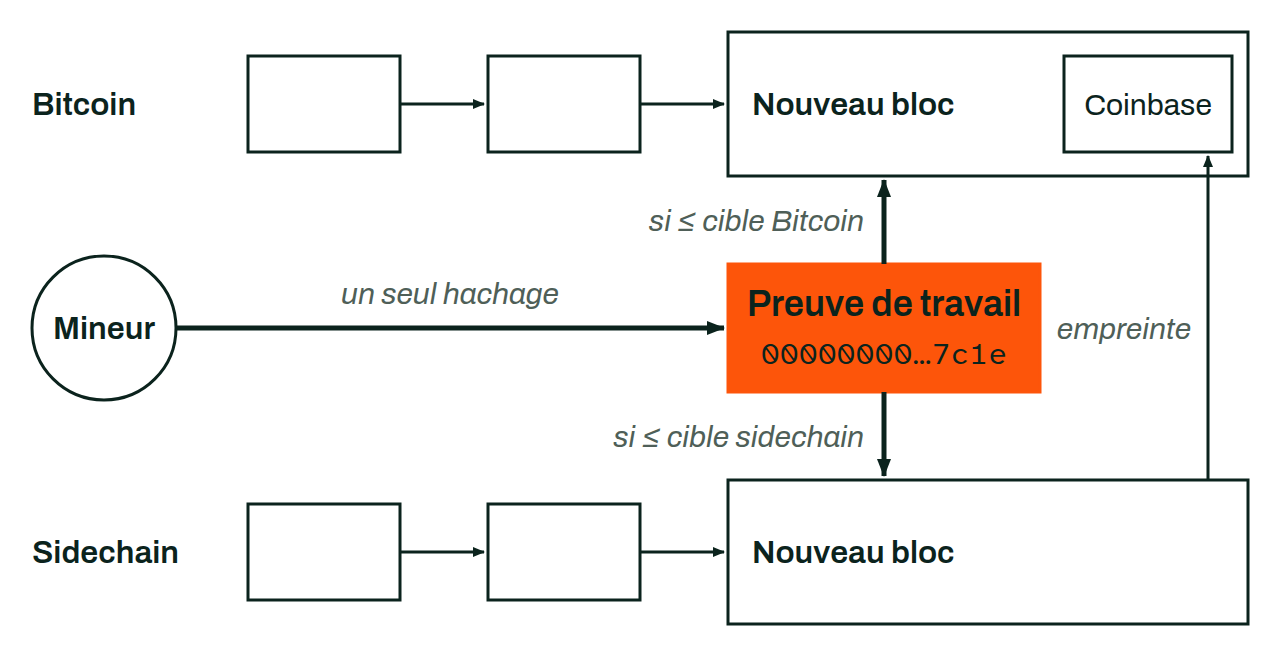 Bitcoin
Nouveau bloc
Coinbase
si ≤ cible Bitcoin
Mineur
un seul hachage
Preuve de travail
00000000…7c1e
empreinte
si ≤ cible sidechain
Sidechain
Nouveau bloc